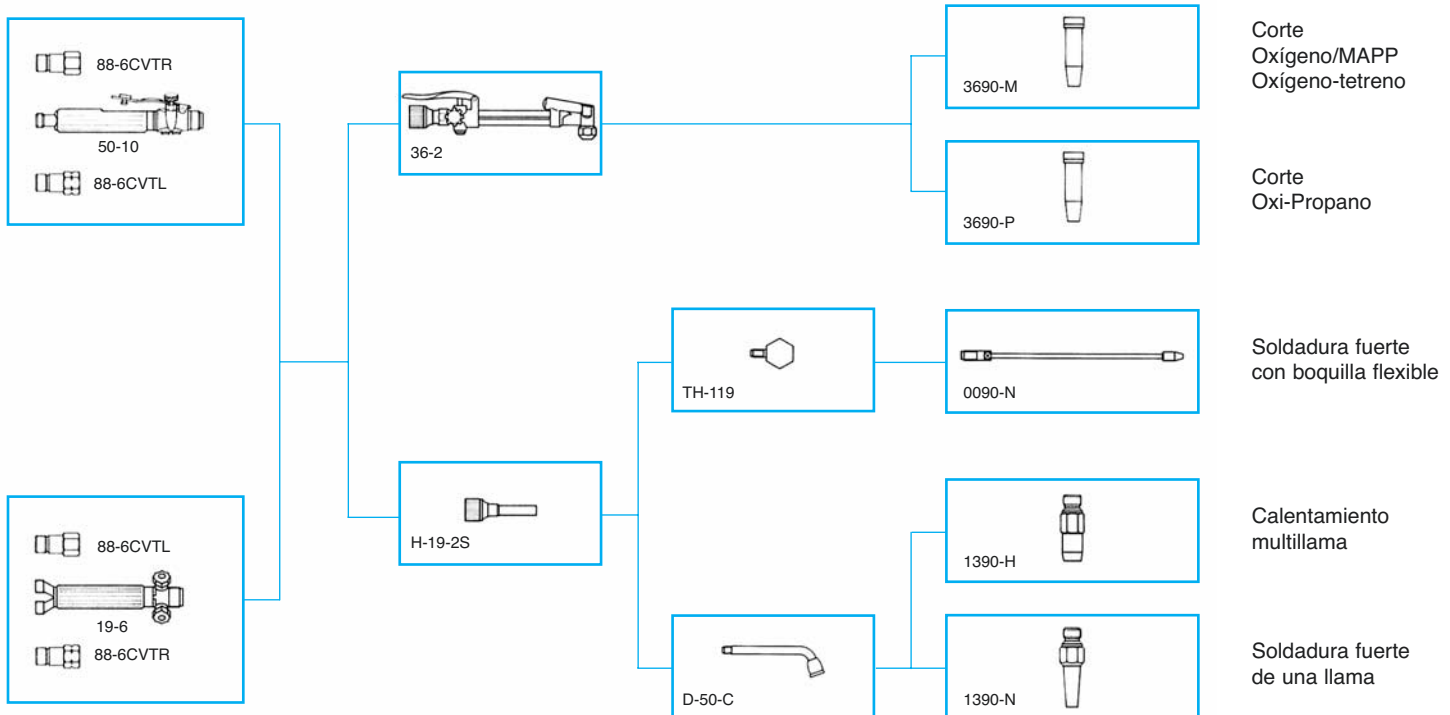 88-6CVTR
50-10
88-6CVTL
88-6CVTL
19-6
88-6CVTR
36-2
H-19-2S
TH-119
D-50-C
3690-M
Corte
Oxígeno/MAPP
Oxígeno-tetreno
3690-P
Corte
Oxi-Propano
0090-N
Soldadura fuerte
con boquilla flexible
1390-H
Calentamiento
multillama
1390-N
Soldadura fuerte
de una llama